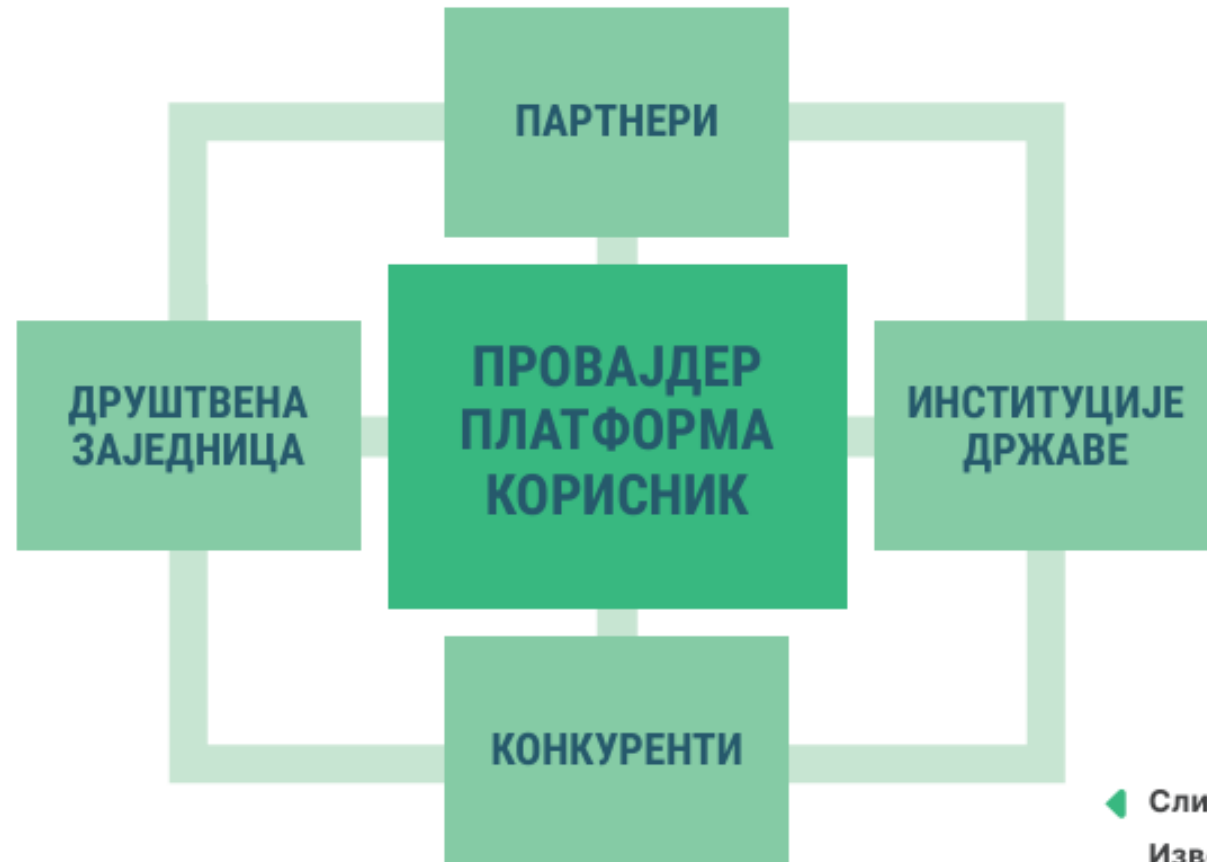 ПАРТНЕРИ
ДРУШТВЕНА
ЗАЈЕДНИЦА
ПРОВАЈДЕР
ПЛАТФОРМА
КОРИСНИК
ИНСТИТУЦИЈЕ
ДРЖАВЕ
КОНКУРЕНТИ